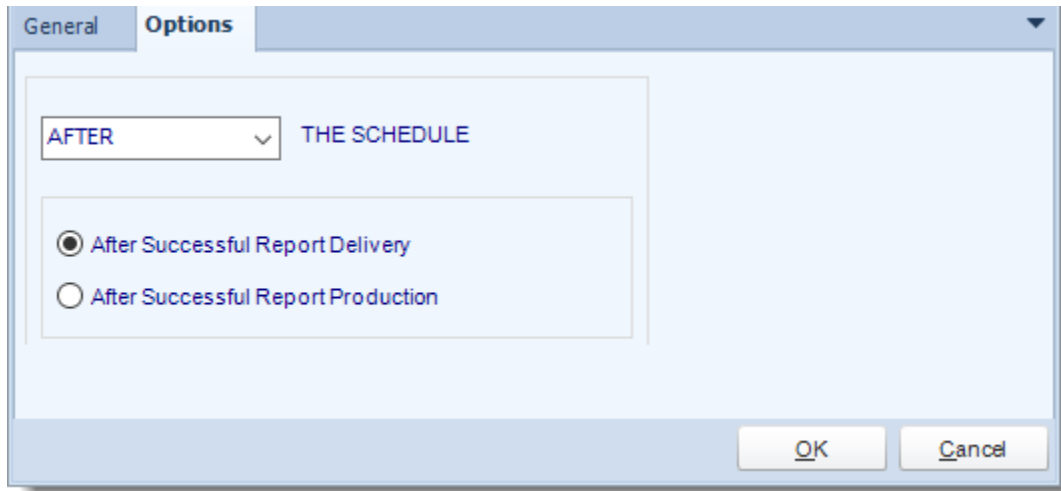 General Options
AFTER THE SCHEDULE
After Successful Report Delivery
After Successful Report Production
OK Cancel